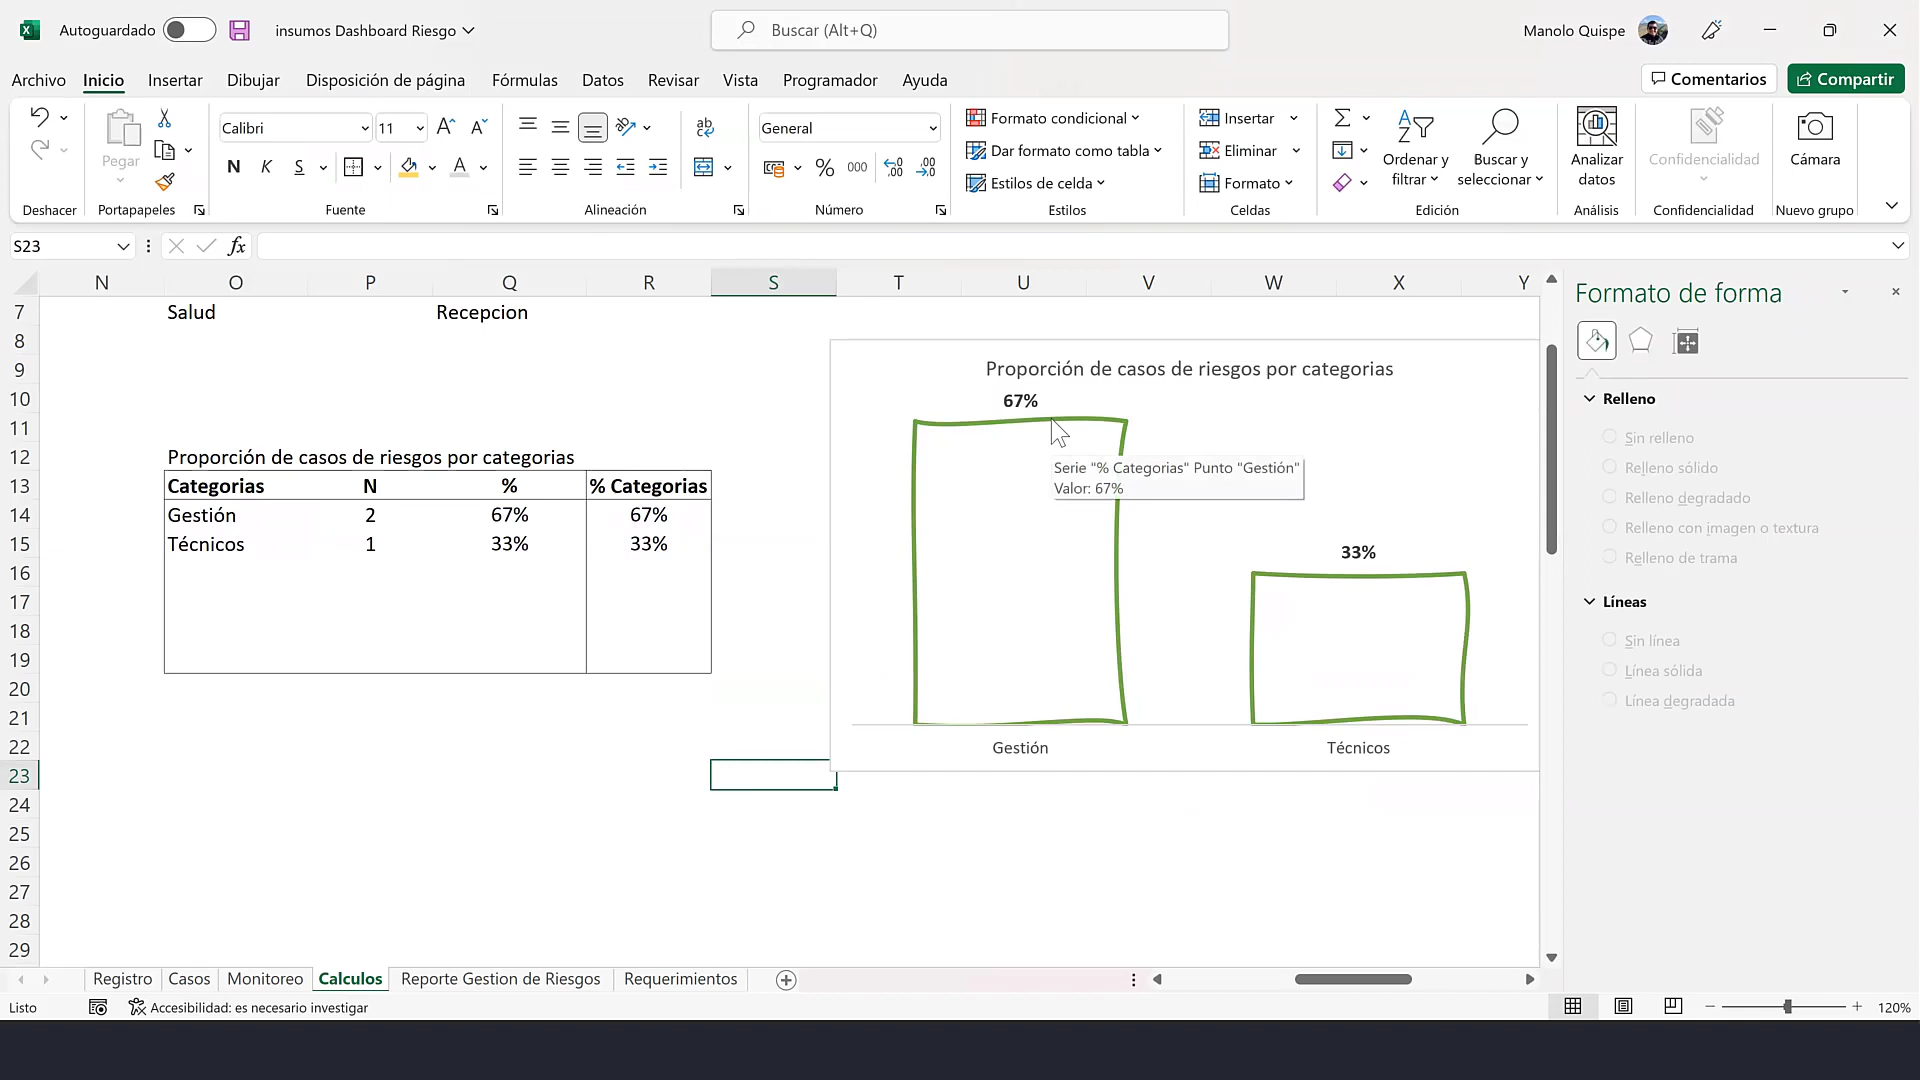 Autoguardado
insumos Dashboard Riesgo
Buscar (Alt+Q)
Manolo Quispe
Archivo Inicio Insertar Dibujar Disposición de página Fórmulas Datos Revisar Vista Programador Ayuda
Comentarios Compartir
Pegar
Calibri 11
N K S
ab
General
% 000
Formato condicional
Dar formato como tabla
Estilos de celda
Insertar
Eliminar
Formato
Ordenar y filtrar
Buscar y seleccionar
Analizar datos
Confidencialidad
Cámara
Deshacer Portapapeles Fuente Alineación Número Estilos Celdas Edición Análisis Confidencialidad Nuevo grupo
S23 fx
N O P Q R S T U V W X Y
7 Salud Recepcion
8
9
10
11
12 Proporción de casos de riesgos por categorias
13 Categorias N % % Categorias
14 Gestión 2 67% 67%
15 Técnicos 1 33% 33%
16
17
18
19
20
21
22
23
24
25
26
27
28
29
Proporción de casos de riesgos por categorias
67%
Serie "% Categorias" Punto "Gestión"
Valor: 67%
33%
Gestión Técnicos
Formato de forma
Relleno
Sin relleno
Relleno sólido
Relleno degradado
Relleno con imagen o textura
Relleno de trama
Líneas
Sin línea
Línea sólida
Línea degradada
Registro Casos Monitoreo Calculos Reporte Gestion de Riesgos Requerimientos
Listo Accesibilidad: es necesario investigar 120%